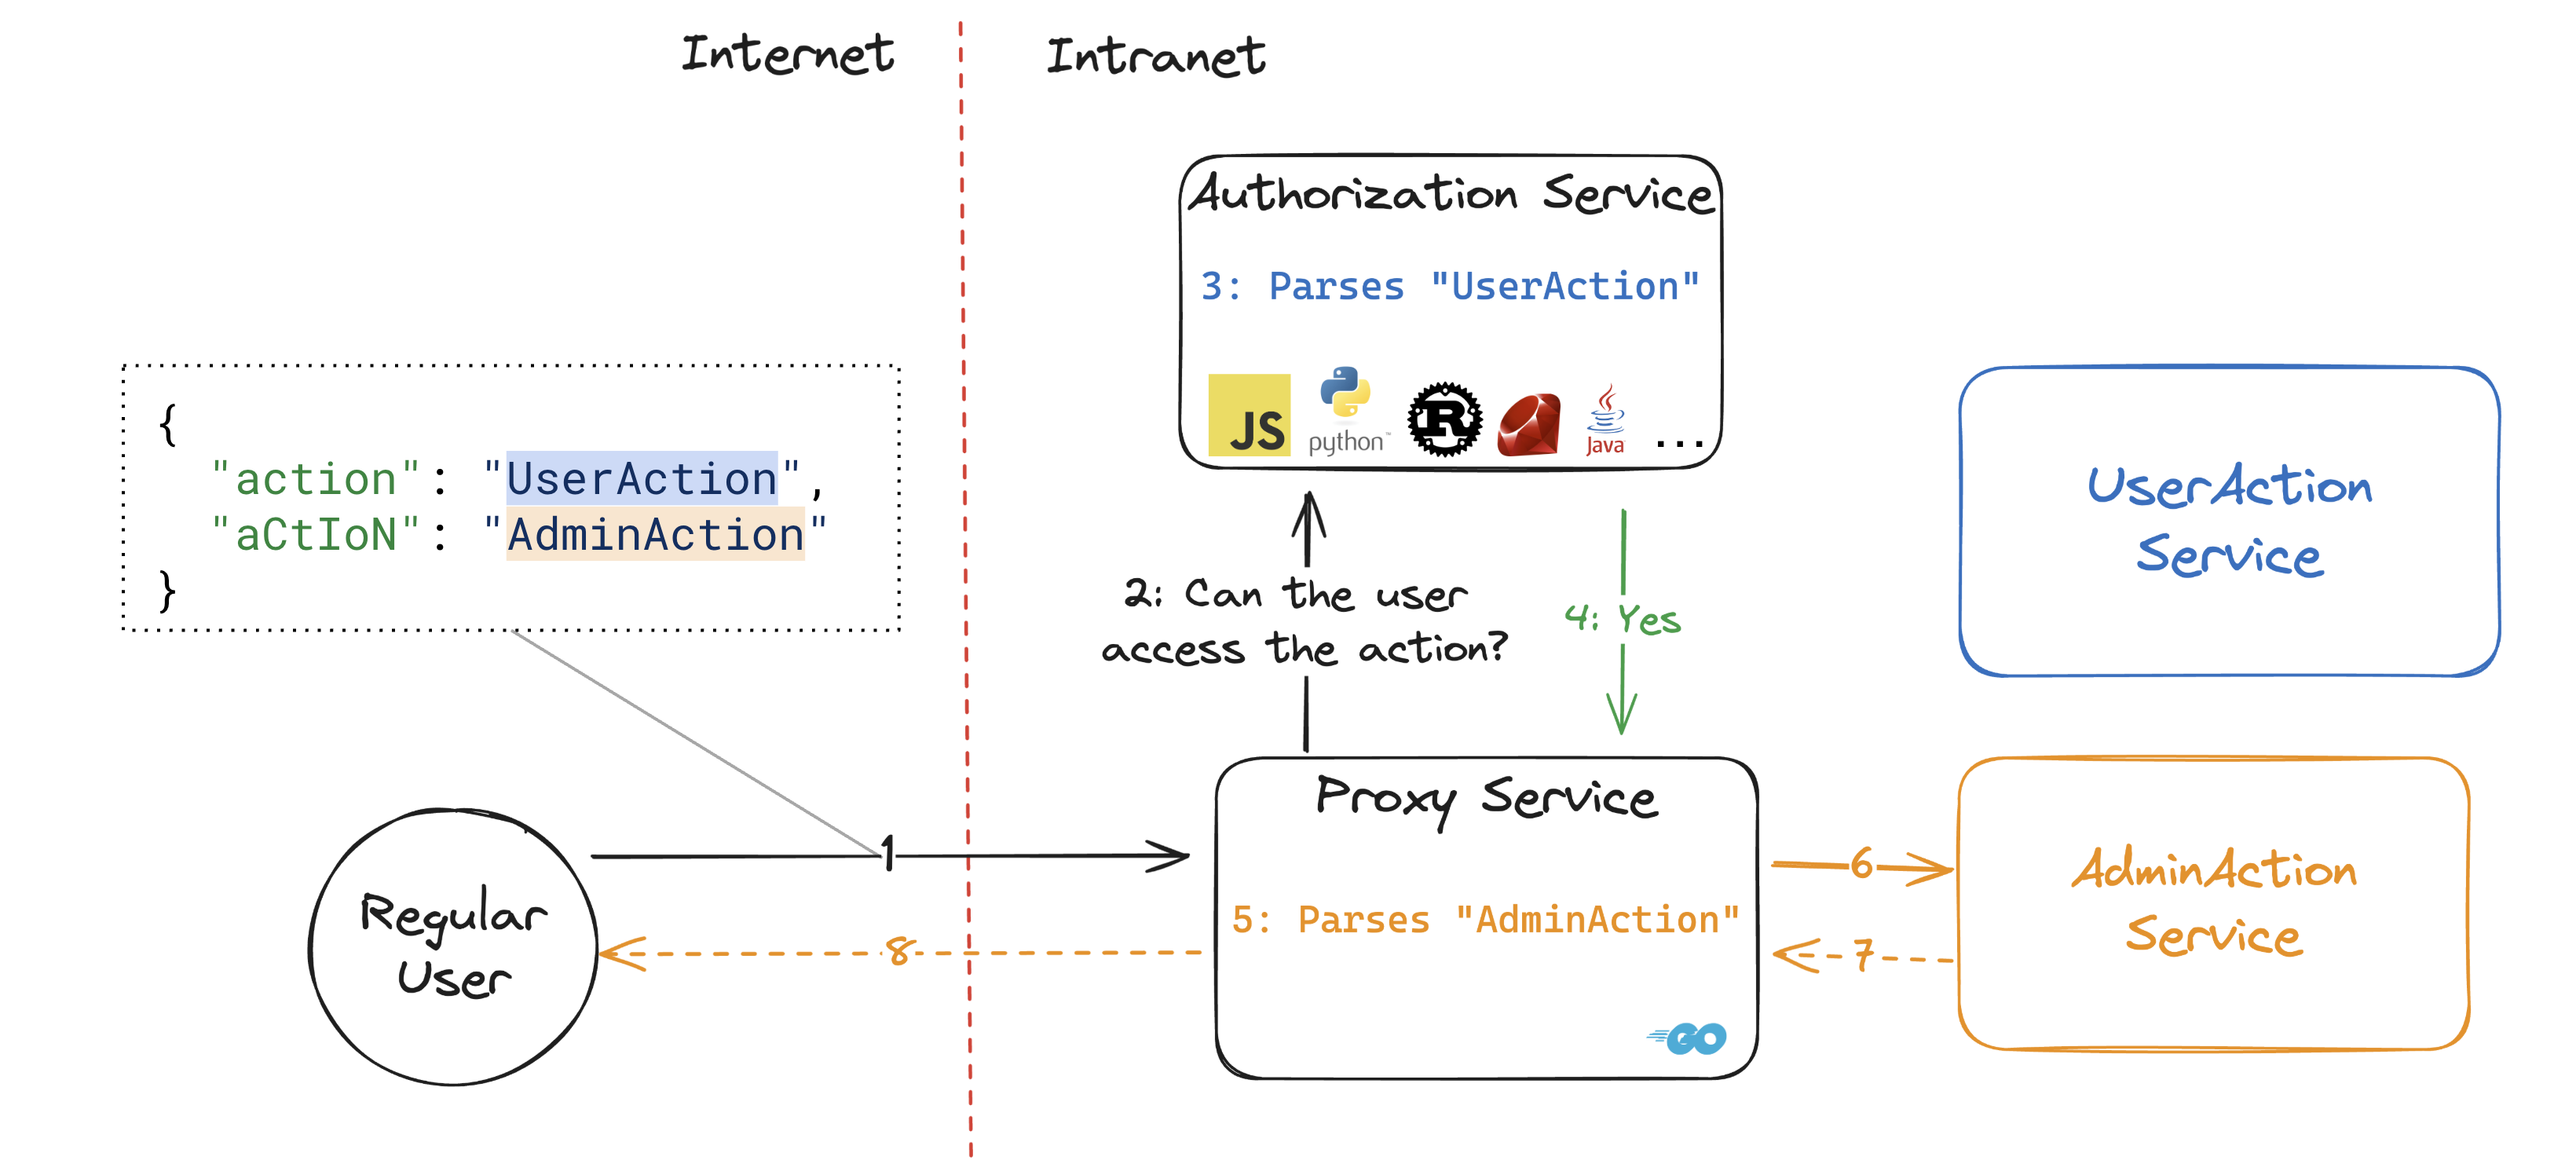 Internet
Intranet
Authorization Service
3: Parses "UserAction"
JS
python™
R
Java
...
{
"action": "UserAction",
"aCtIoN": "AdminAction"
}
UserAction
Service
2: Can the user
access the action?
4: Yes
Proxy Service
1
5: Parses "AdminAction"
GO
Regular
User
6
7
8
AdminAction
Service